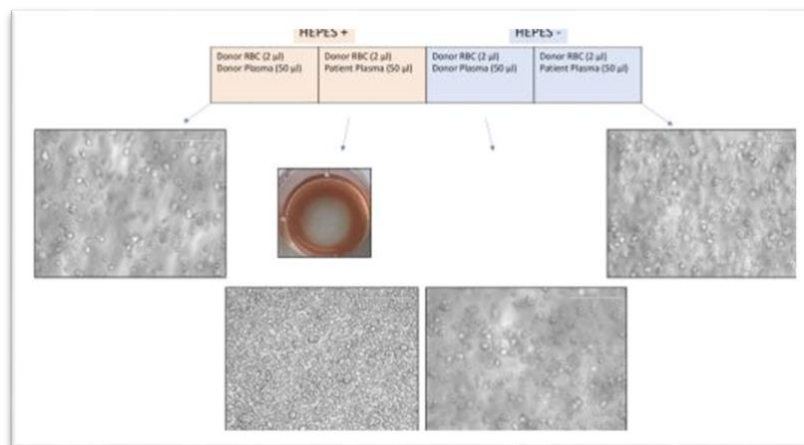 HEPES +
HEPES -
Donor RBC (2 µl)
Donor Plasma (50 µl)
Donor RBC (2 µl)
Patient Plasma (50 µl)
Donor RBC (2 µl)
Donor Plasma (50 µl)
Donor RBC (2 µl)
Patient Plasma (50 µl)